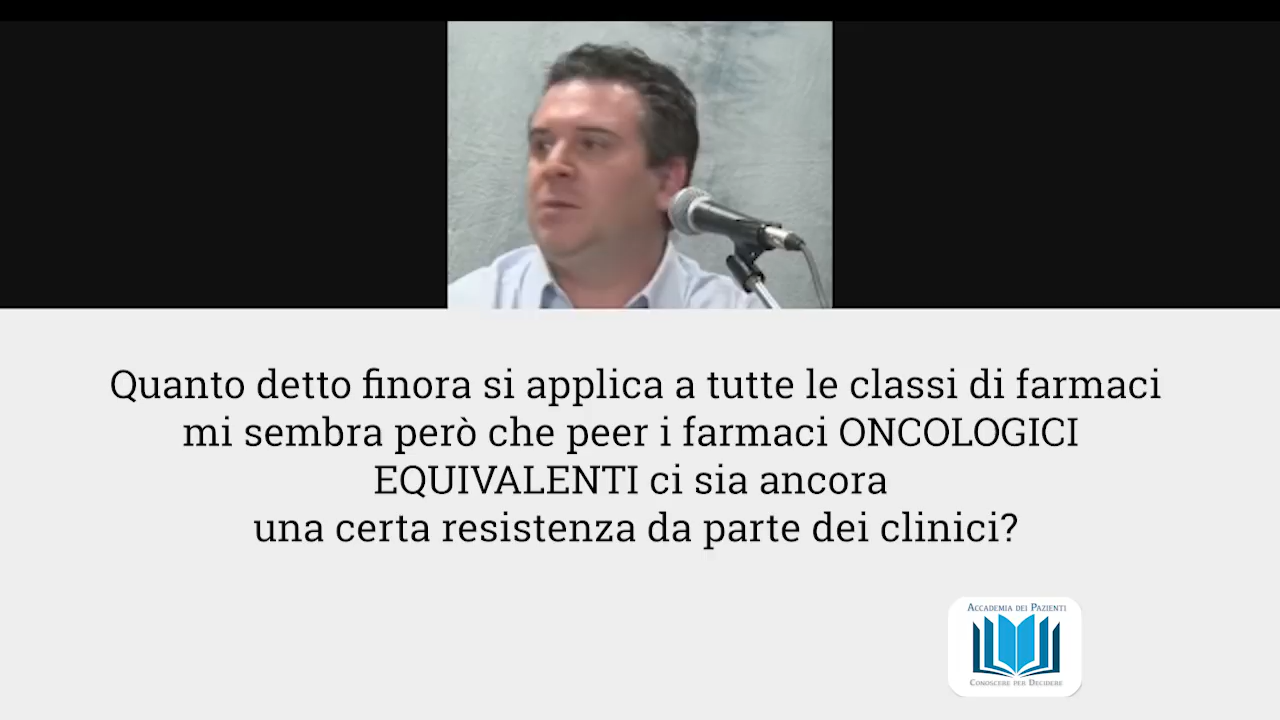 Quanto detto finora si applica a tutte le classi di farmaci
mi sembra però che peer i farmaci ONCOLOGICI
EQUIVALENTI ci sia ancora
una certa resistenza da parte dei clinici?
ACCADEMIA DEI PAZIENTI
CONOSCERE PER DECIDERE